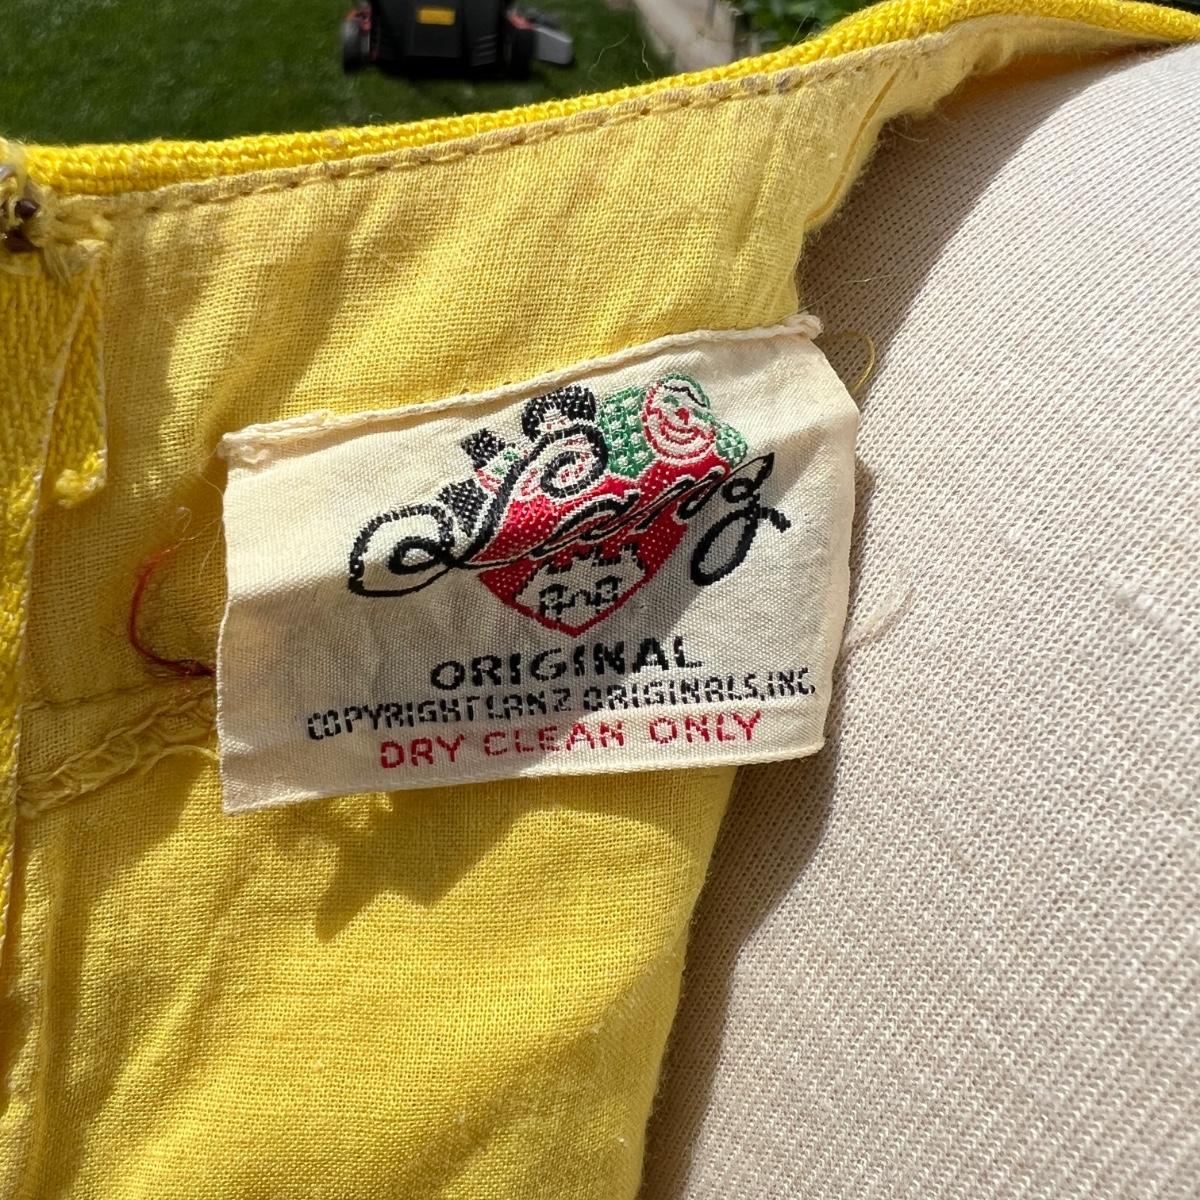 Lanz
ORIGINAL
COPYRIGHT LANZ ORIGINALS, INC.
DRY CLEAN ONLY